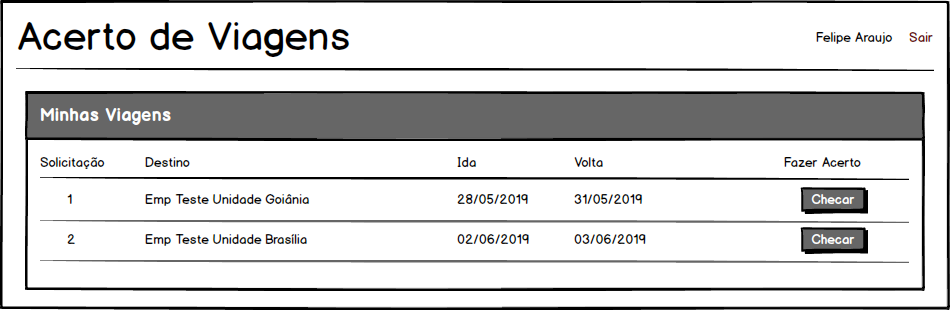 Acerto de Viagens
Felipe Araujo Sair
Minhas Viagens
Solicitação Destino Ida Volta Fazer Acerto
1 Emp Teste Unidade Goiânia 28/05/2019 31/05/2019 Checar
2 Emp Teste Unidade Brasília 02/06/2019 03/06/2019 Checar